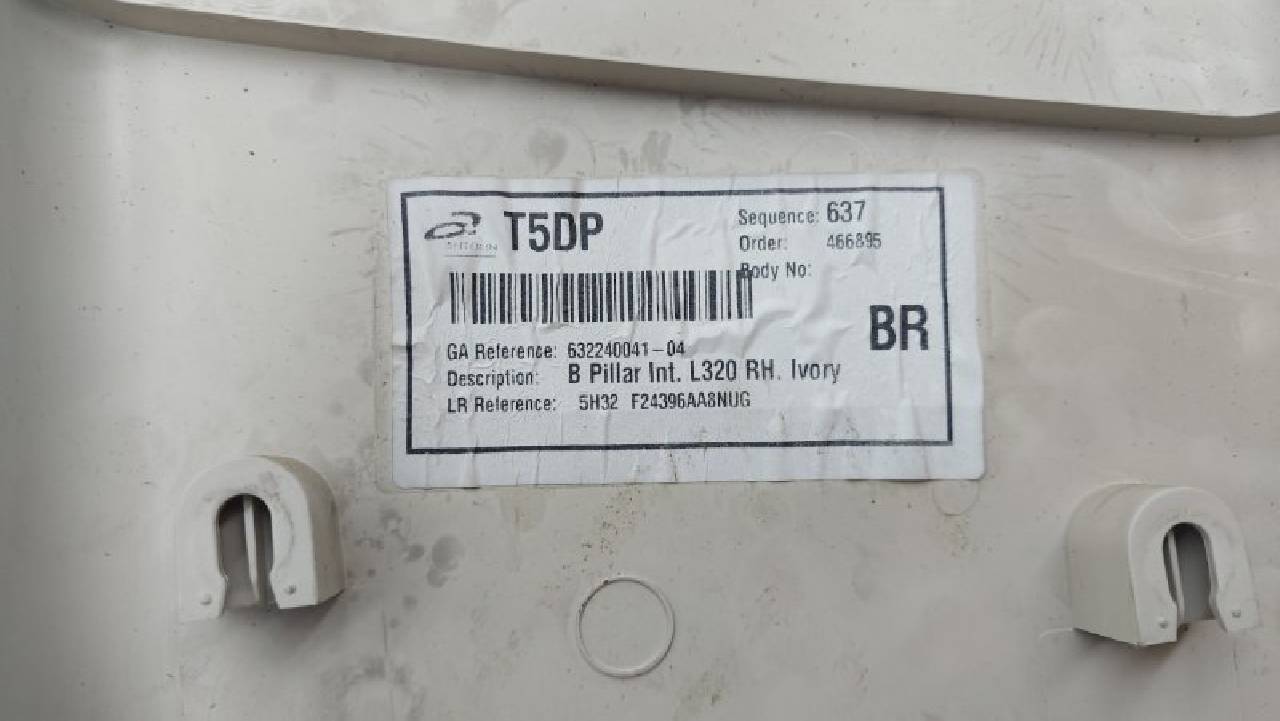 T5DP
Sequence: 637
Order: 466895
Body No:
BR
GA Reference: 632240041-04
Description: B Pillar Int. L320 RH. Ivory
LR Reference: 5H32 F24396AA8NUG